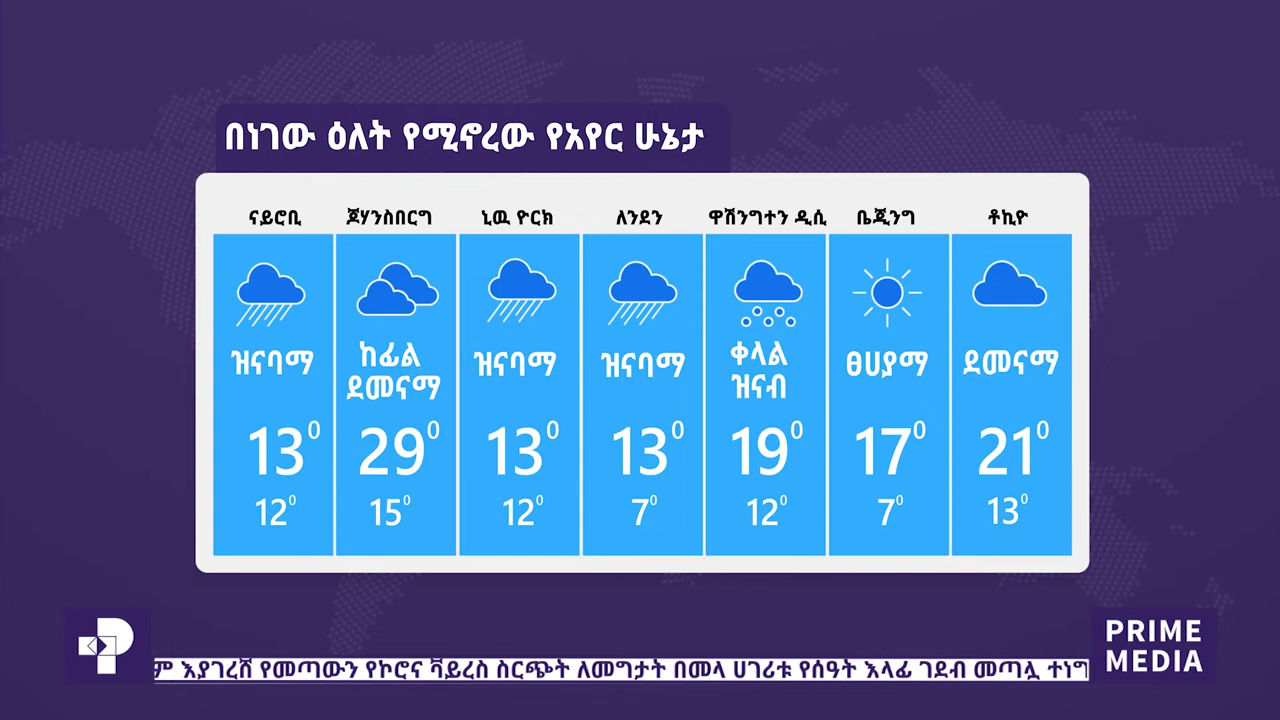 በነገው ዕለት የሚኖረው የአየር ሁኔታ
ናይሮቢ ጆሃንስበርግ ኒዉ ዮርክ ለንደን ዋሽንግተን ዲሲ ቤጂንግ ቶኪዮ
ዝናባማ
ከፊል
ደመናማ
ዝናባማ
ዝናባማ
ቀላል
ዝናብ
ፀሀያማ
ደመናማ
13⁰ 29⁰ 13⁰ 13⁰ 19⁰ 17⁰ 21⁰
12⁰ 15⁰ 12⁰ 7⁰ 12⁰ 7⁰ 13⁰
ም እያገረሸ የመጣውን የኮሮና ቫይረስ ስርጭት ለመግታት በመላ ሀገሪቱ የሰዓት እላፊ ገደብ መጣሏ ተነግ
PRIME
MEDIA